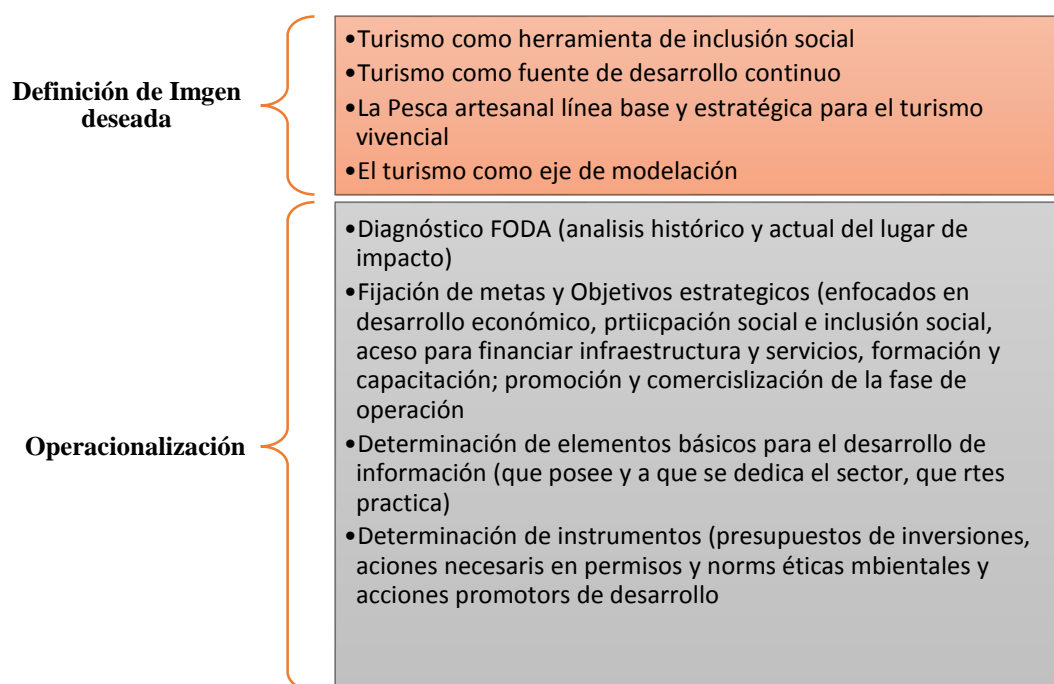 Definición de Imgen
deseada
•Turismo como herramienta de inclusión social
•Turismo como fuente de desarrollo continuo
•La Pesca artesanal línea base y estratégica para el turismo
vivencial
•El turismo como eje de modelación
Operacionalización
•Diagnóstico FODA (analisis histórico y actual del lugar de
impacto)
•Fijación de metas y Objetivos estrategicos (enfocados en
desarrollo económico, prtiicpación social e inclusión social,
aceso para financiar infraestructura y servicios, formación y
capacitación; promoción y comercislización de la fase de
operación
•Determinación de elementos básicos para el desarrollo de
información (que posee y a que se dedica el sector, que rtes
practica)
•Determinación de instrumentos (presupuestos de inversiones,
aciones necesaris en permisos y norms éticas mbientales y
acciones promotors de desarrollo